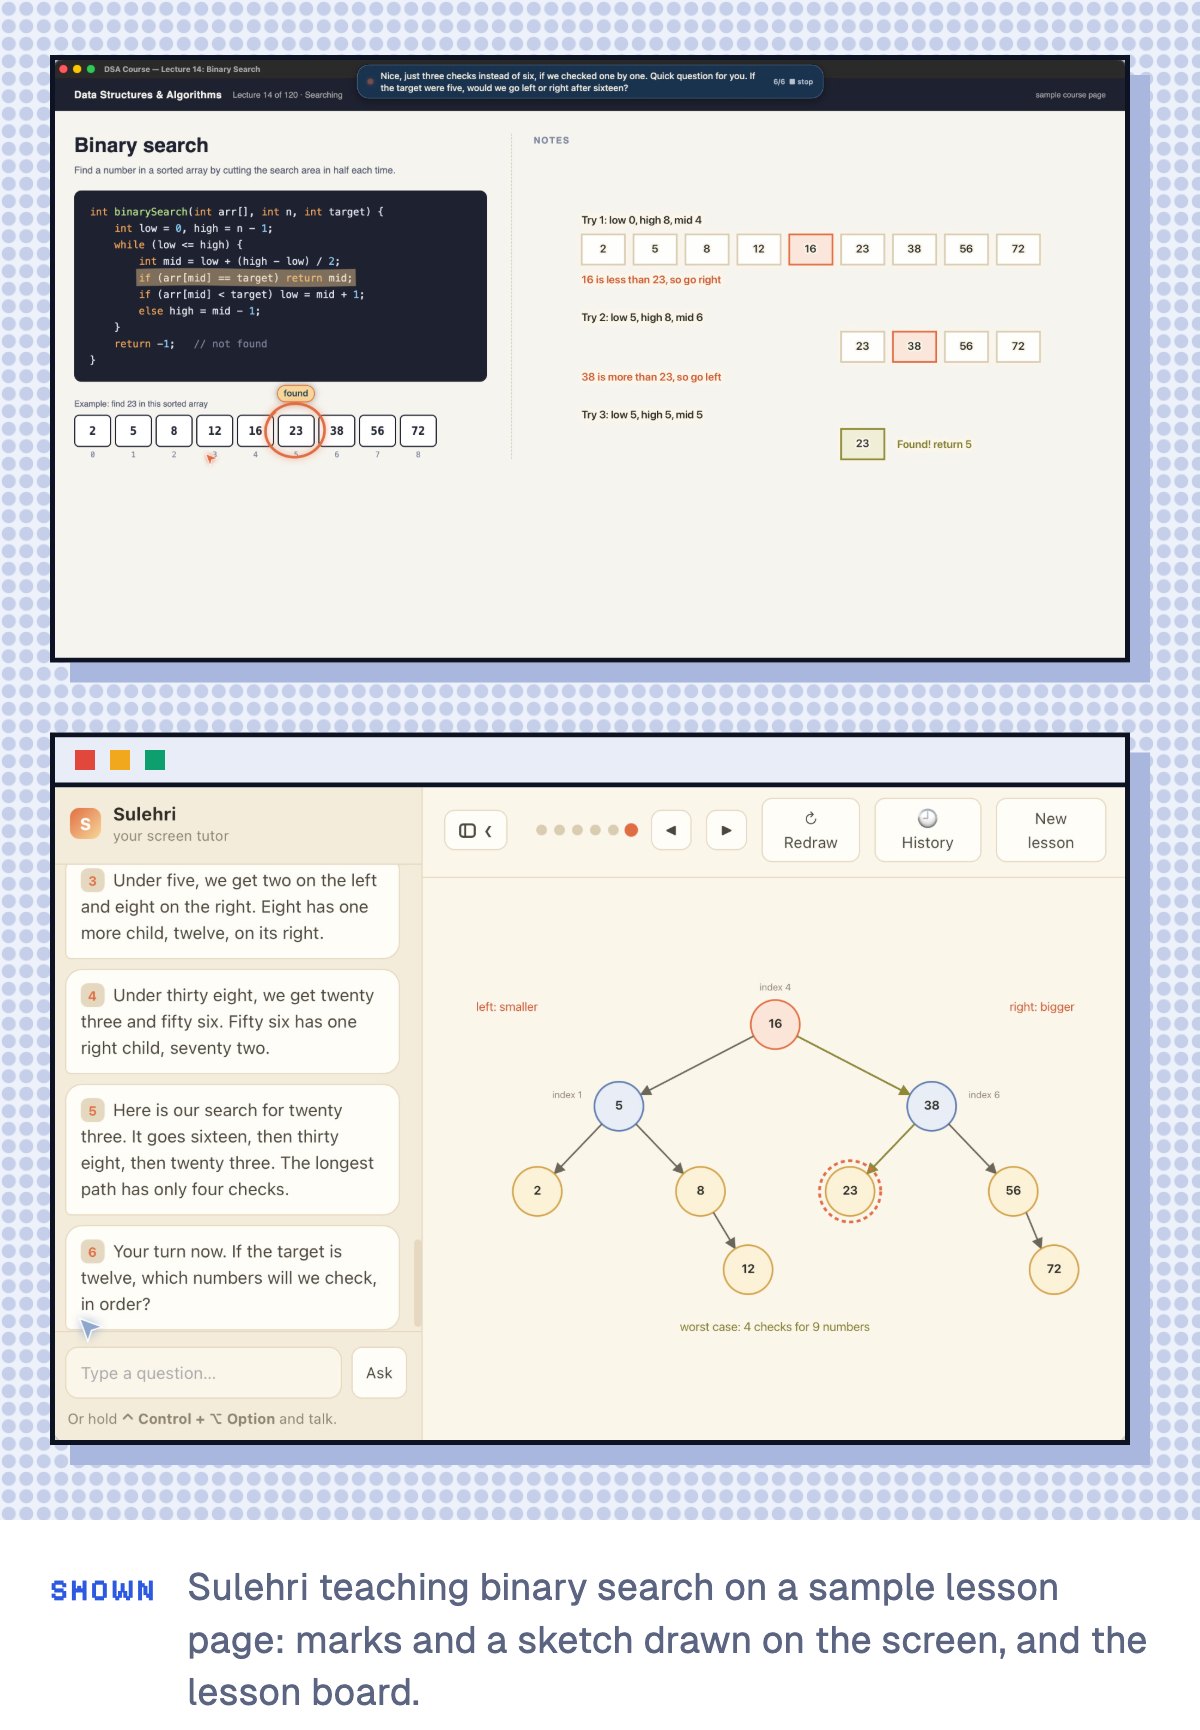 DSA Course — Lecture 14: Binary Search
Nice, just three checks instead of six, if we checked one by one. Quick question for you. If
the target were five, would we go left or right after sixteen?
6/6 stop
Data Structures & Algorithms Lecture 14 of 120 · Searching
sample course page
Binary search
Find a number in a sorted array by cutting the search area in half each time.
int binarySearch(int arr[], int n, int target) {
int low = 0, high = n - 1;
while (low <= high) {
int mid = low + (high - low) / 2;
if (arr[mid] == target) return mid;
if (arr[mid] < target) low = mid + 1;
else high = mid - 1;
}
return -1; // not found
}
found
Example: find 23 in this sorted array
2 5 8 12 16 23 38 56 72
0 1 2 3 4 5 6 7 8
NOTES
Try 1: low 0, high 8, mid 4
2 5 8 12 16 23 38 56 72
16 is less than 23, so go right
Try 2: low 5, high 8, mid 6
23 38 56 72
38 is more than 23, so go left
Try 3: low 5, high 5, mid 5
23 Found! return 5
S
Sulehri
your screen tutor
3 Under five, we get two on the left
and eight on the right. Eight has one
more child, twelve, on its right.
4 Under thirty eight, we get twenty
three and fifty six. Fifty six has one
right child, seventy two.
5 Here is our search for twenty
three. It goes sixteen, then thirty
eight, then twenty three. The longest
path has only four checks.
6 Your turn now. If the target is
twelve, which numbers will we check,
in order?
Type a question...
Ask
Or hold ^ Control + ⌥ Option and talk.
Redraw
History
New
lesson
index 4
left: smaller
right: bigger
16
index 1
5
38
index 6
2
8
23
56
12
72
worst case: 4 checks for 9 numbers
SHOWN
Sulehri teaching binary search on a sample lesson
page: marks and a sketch drawn on the screen, and the
lesson board.